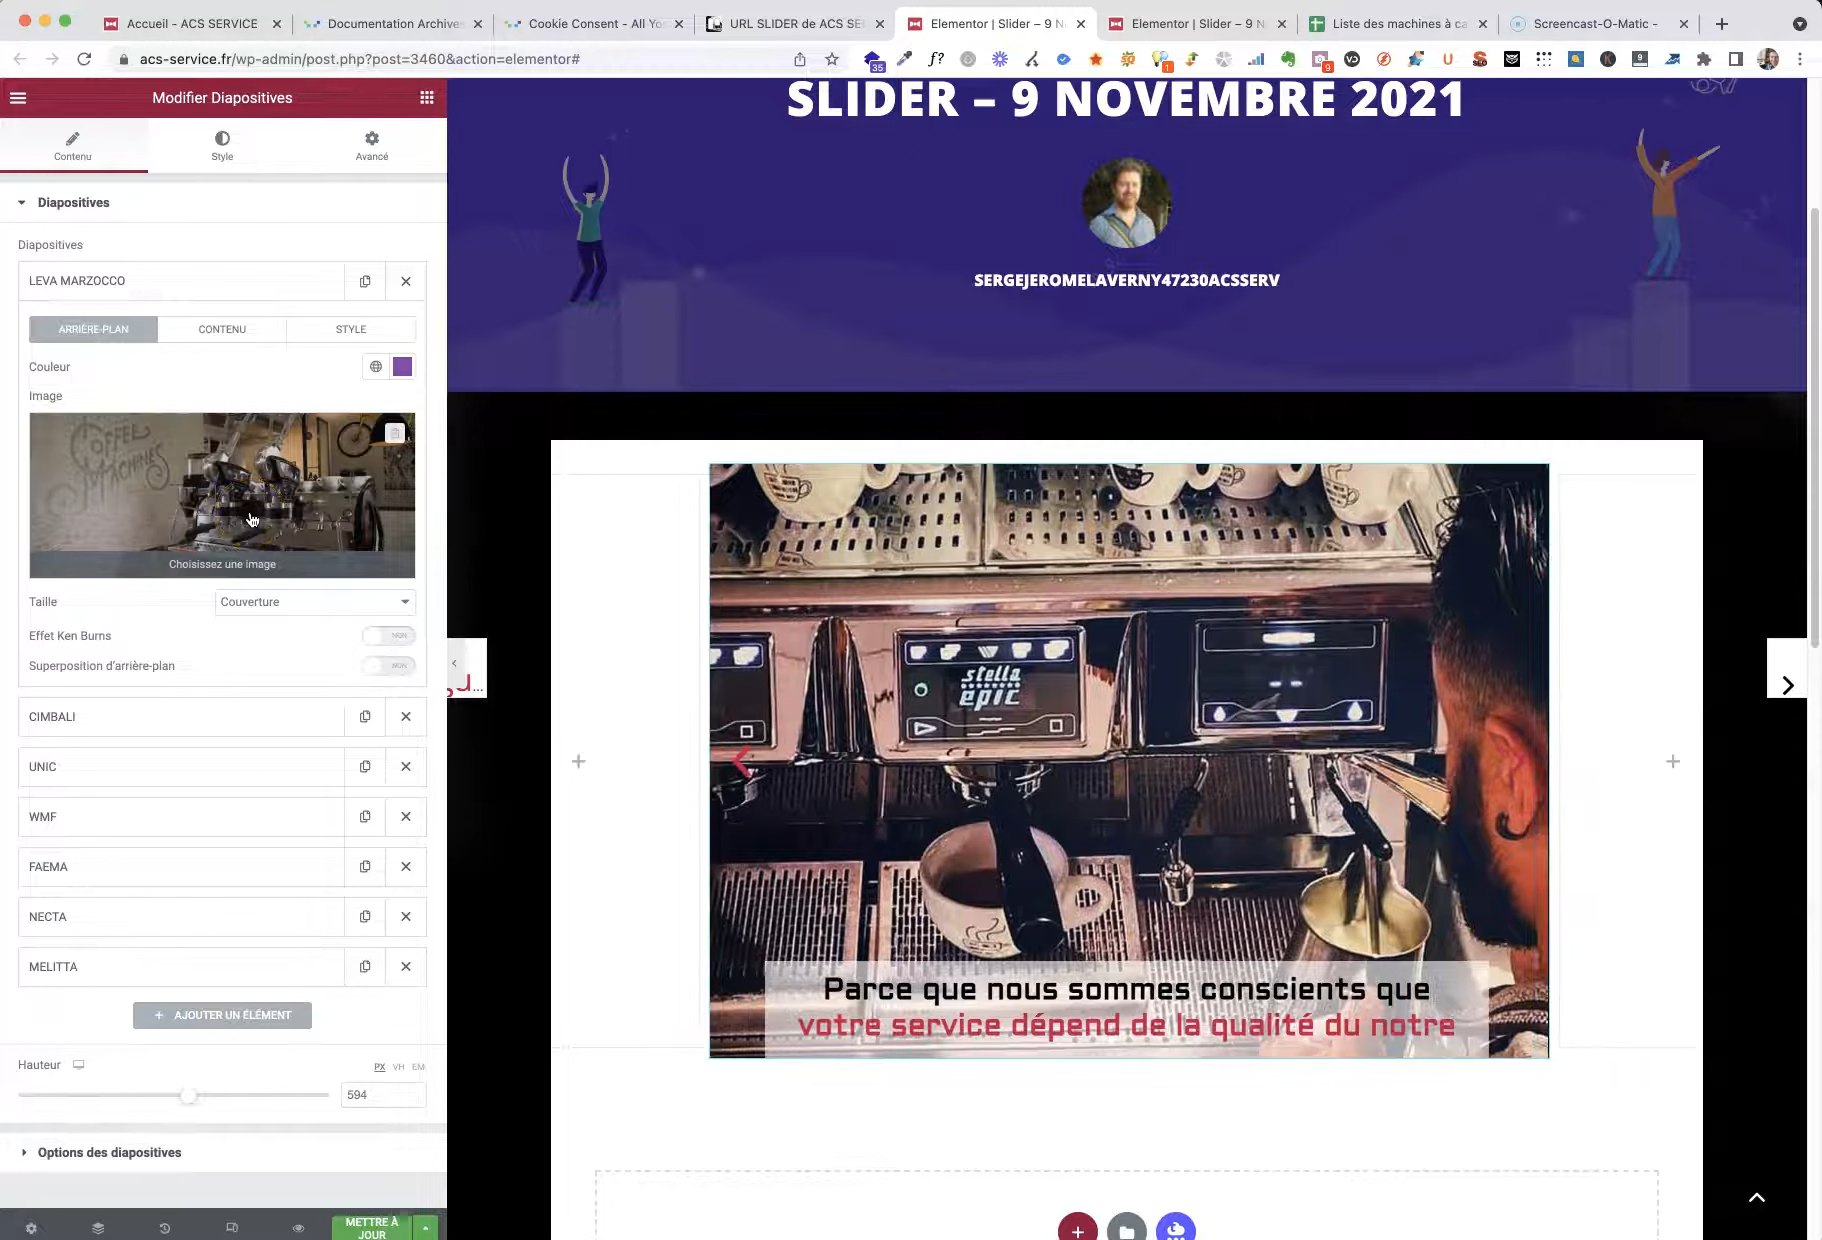 Accueil - ACS SERVICE
Documentation Archives
Cookie Consent - All Yo
URL SLIDER de ACS SE
Elementor | Slider – 9 N
Elementor | Slider – 9 N
Liste des machines à ca
Screencast-O-Matic -
acs-service.fr/wp-admin/post.php?post=3460&action=elementor#
Modifier Diapositives
Contenu
Style
Avancé
Diapositives
Diapositives
LEVA MARZOCCO
ARRIÈRE-PLAN
CONTENU
STYLE
Couleur
Image
COFFEE
MACHINES
Choisissez une image
Taille
Couverture
Effet Ken Burns
NON
Superposition d'arrière-plan
NON
CIMBALI
UNIC
WMF
FAEMA
NECTA
MELITTA
AJOUTER UN ÉLÉMENT
Hauteur
PX
VH
EM
594
Options des diapositives
METTRE À
JOUR
SLIDER – 9 NOVEMBRE 2021
SERGEJEROMELAVERNY47230ACSSERV
stella
epic
Parce que nous sommes conscients que
votre service dépend de la qualité du notre